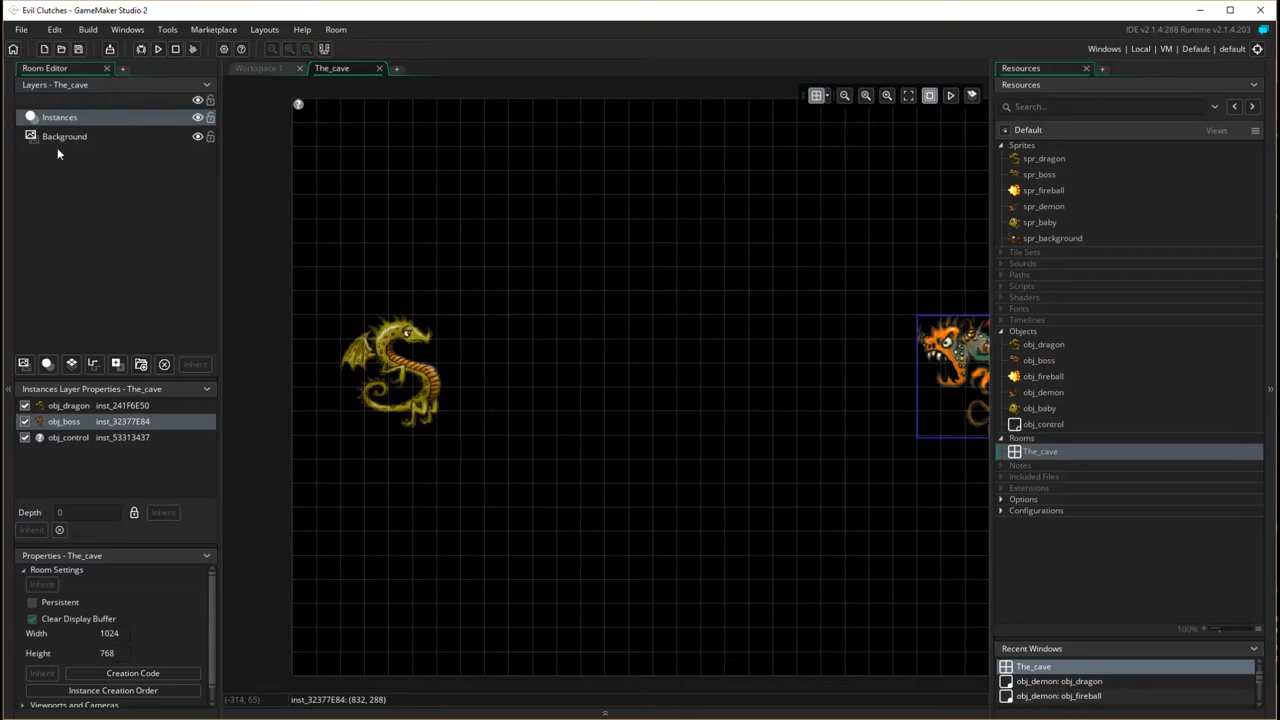 Evil Clutches - GameMaker Studio 2
File Edit Build Windows Tools Marketplace Layouts Help Room
IDE v2.1.4.288 Runtime v2.1.4.203
Windows | Local | VM | Default | default
Room Editor
Workspace 1
The_cave
Resources
Layers - The_cave
Resources
Instances
Background
Search...
Default
Views
Sprites
spr_dragon
spr_boss
spr_fireball
spr_demon
spr_baby
spr_background
Tile Sets
Sounds
Paths
Scripts
Shaders
Fonts
Timelines
Objects
obj_dragon
obj_boss
obj_fireball
obj_demon
obj_baby
obj_control
Rooms
The_cave
Notes
Included Files
Extensions
Options
Configurations
Inherit
Instances Layer Properties - The_cave
obj_dragon inst_241F6E50
obj_boss inst_32377E84
obj_control inst_53313437
Depth 0 Inherit
Inherit
Properties - The_cave
Room Settings
Inherit
Persistent
Clear Display Buffer
Width 1024
Height 768
Inherit Creation Code
Instance Creation Order
Viewports and Cameras
(-314, 65) inst_32377E84: (832, 288)
100%
Recent Windows
The_cave
obj_demon: obj_dragon
obj_demon: obj_fireball